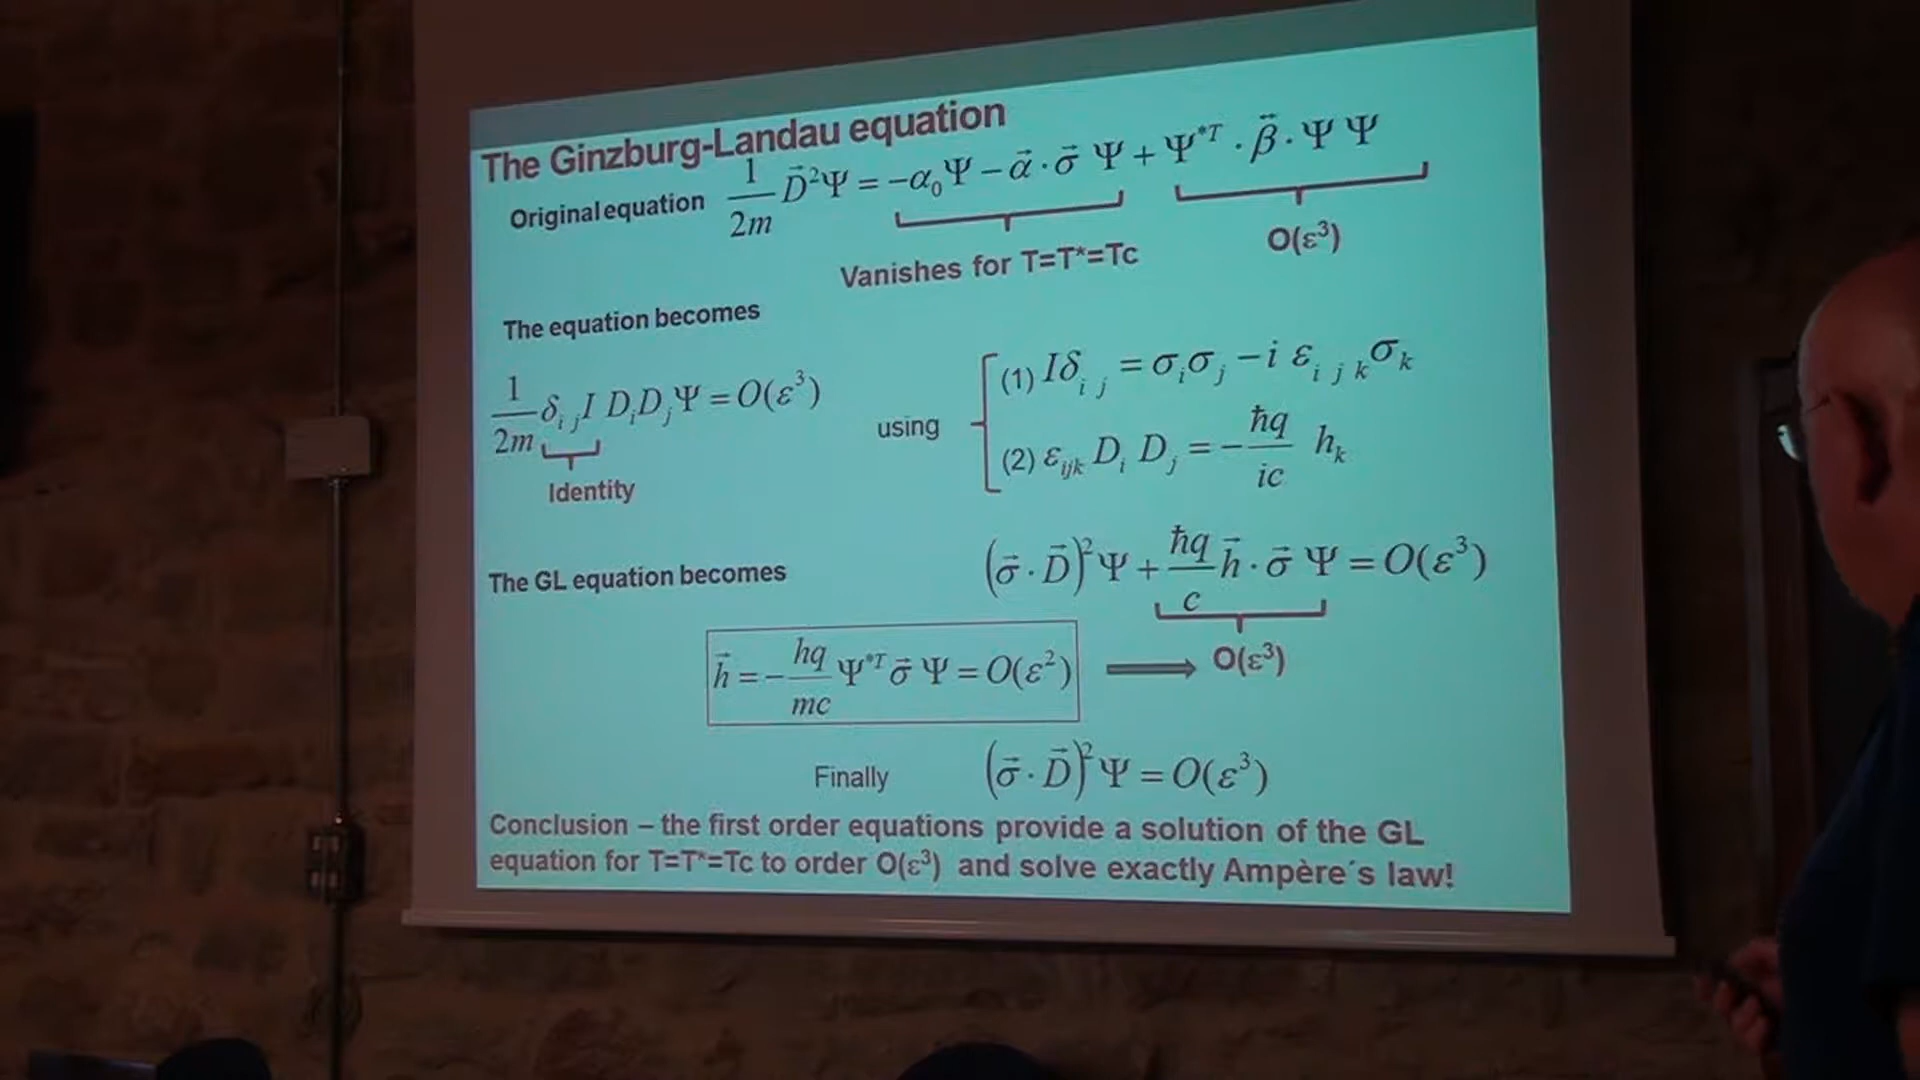 The Ginzburg-Landau equation
Original equation 1/2m D⃗²Ψ = −α₀Ψ − α⃗·σ⃗ Ψ + Ψ*ᵀ · β⃡ · Ψ Ψ
Vanishes for T=T*=Tc O(ε³)
The equation becomes
1/2m δᵢⱼI DᵢDⱼΨ = O(ε³)
Identity
using
(1) Iδᵢⱼ = σᵢσⱼ − i εᵢⱼₖσₖ
(2) εᵢⱼₖ Dᵢ Dⱼ = − ħq/ic hₖ
The GL equation becomes (σ⃗ · D⃗)²Ψ + ħq/c h⃗ · σ⃗ Ψ = O(ε³)
h⃗ = − hq/mc Ψ*ᵀ σ⃗ Ψ = O(ε²) ⟹ O(ε³)
Finally (σ⃗ · D⃗)²Ψ = O(ε³)
Conclusion – the first order equations provide a solution of the GL
equation for T=T*=Tc to order O(ε³) and solve exactly Ampère´s law!